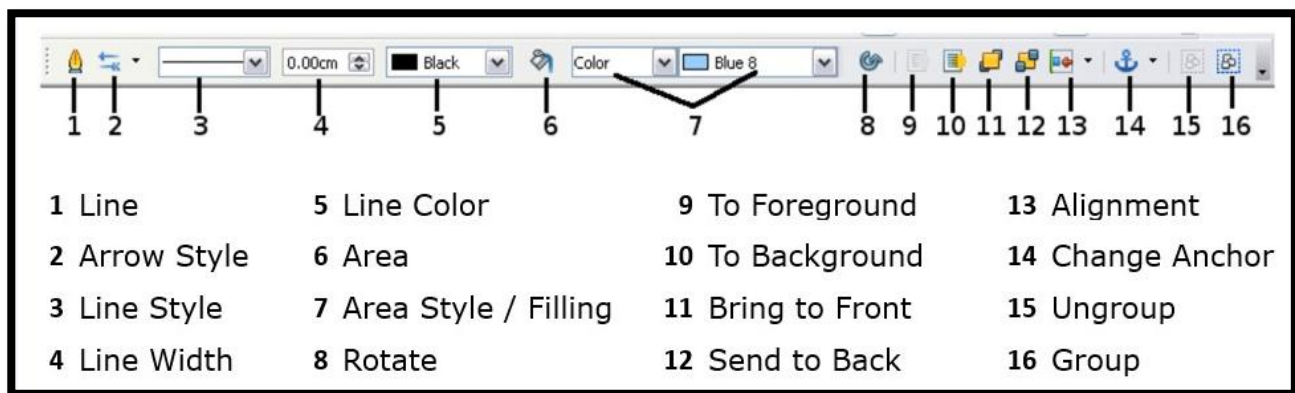 0.00cm Black Color Blue 8
1 2 3 4 5 6 7 8 9 10 11 12 13 14 15 16
1 Line 5 Line Color 9 To Foreground 13 Alignment
2 Arrow Style 6 Area 10 To Background 14 Change Anchor
3 Line Style 7 Area Style / Filling 11 Bring to Front 15 Ungroup
4 Line Width 8 Rotate 12 Send to Back 16 Group